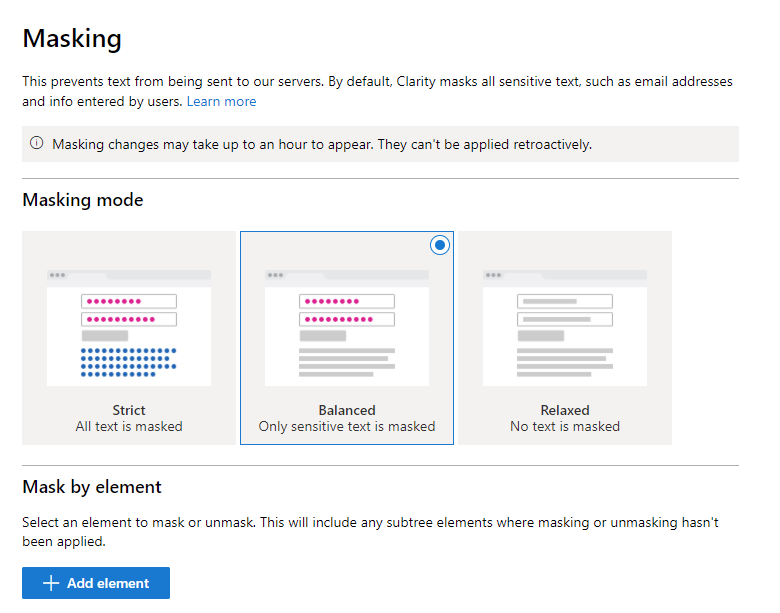 Masking
This prevents text from being sent to our servers. By default, Clarity masks all sensitive text, such as email addresses
and info entered by users. Learn more
Masking changes may take up to an hour to appear. They can't be applied retroactively.
Masking mode
Strict
All text is masked
Balanced
Only sensitive text is masked
Relaxed
No text is masked
Mask by element
Select an element to mask or unmask. This will include any subtree elements where masking or unmasking hasn't
been applied.
Add element